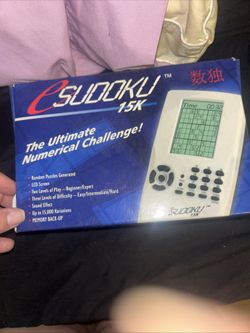 eSUDOKU™
15K
数独
The Ultimate
Numerical Challenge!
• Random Puzzles Generated
• LCD Screen
• Two Levels of Play – Beginner/Expert
• Three Levels of Difficulty – Easy/Intermediate/Hard
• Sound Effect
• Up to 15,000 Variations
• MEMORY BACK-UP
Time
eSUDOKU
15K